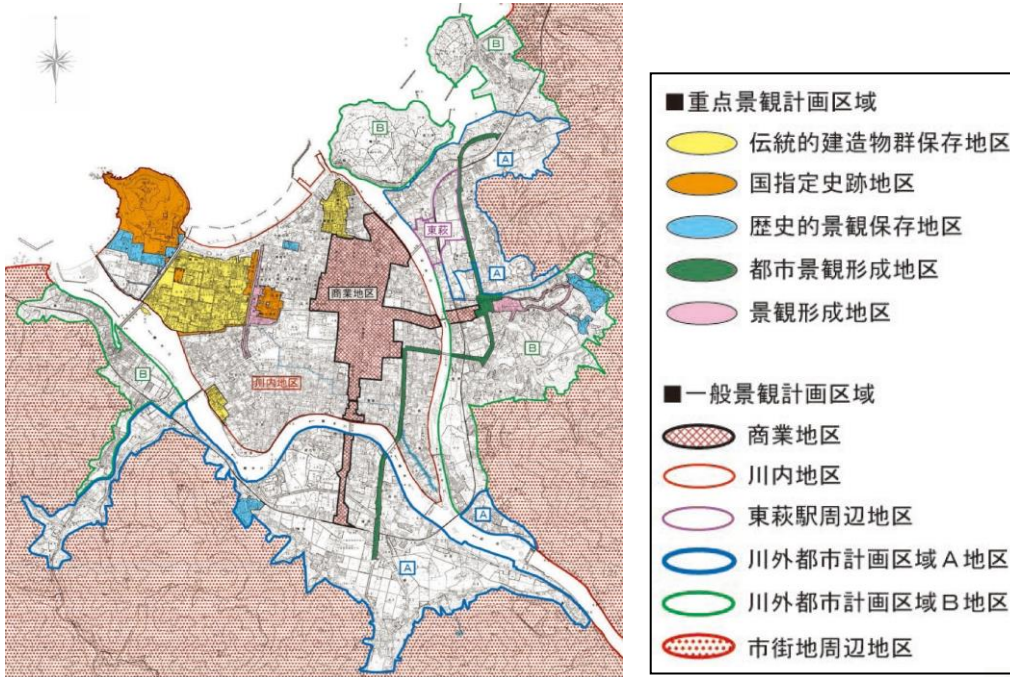 B
B
A
東萩
A
商業地区
B
川内地区
B
A
A
■重点景観計画区域
伝統的建造物群保存地区
国指定史跡地区
歴史的景観保存地区
都市景観形成地区
景観形成地区
■一般景観計画区域
商業地区
川内地区
東萩駅周辺地区
川外都市計画区域A地区
川外都市計画区域B地区
市街地周辺地区